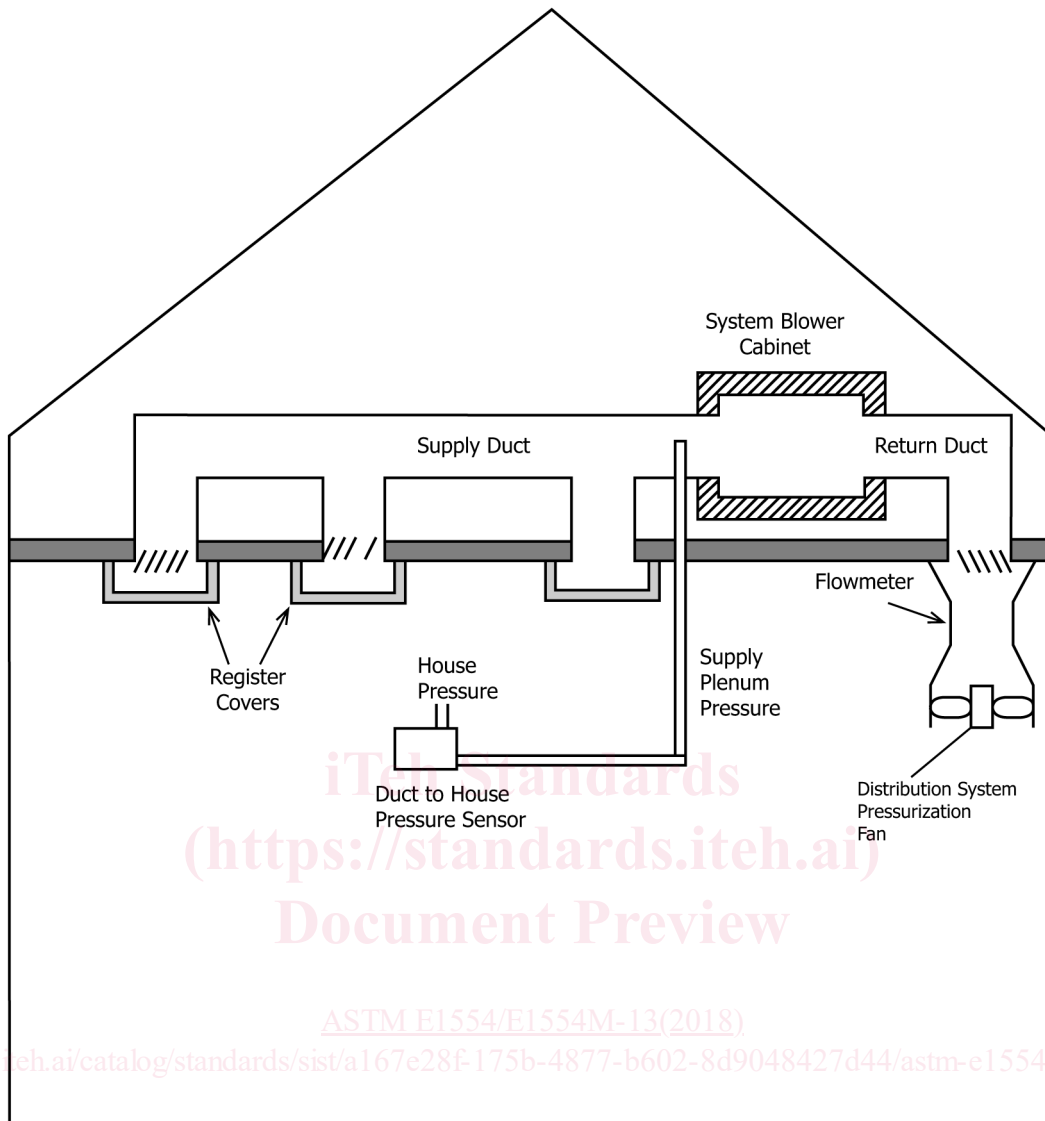 System Blower
Cabinet
Supply Duct
Return Duct
Flowmeter
Register
Covers
House
Pressure
Supply
Plenum
Pressure
Duct to House
Pressure Sensor
Distribution System
Pressurization
Fan
iTeh Standards
(https://standards.iteh.ai)
Document Preview
ASTM E1554/E1554M-13(2018)
iteh.ai/catalog/standards/sist/a167e28f-175b-4877-b602-8d9048427d44/astm-e1554